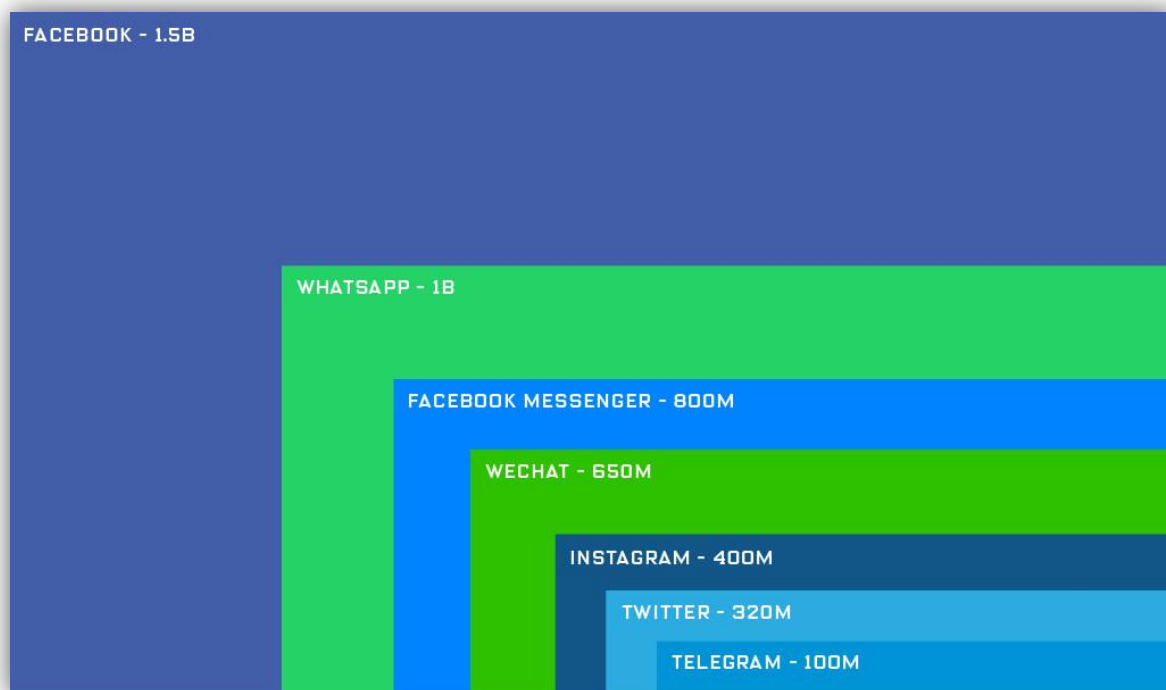 FACEBOOK - 1.5B
WHATSAPP - 1B
FACEBOOK MESSENGER - 800M
WECHAT - 650M
INSTAGRAM - 400M
TWITTER - 320M
TELEGRAM - 100M